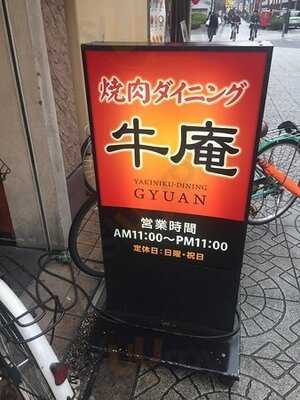 焼肉ダイニング
牛庵
YAKINIKU-DINING
GYUAN
営業時間
AM11:00〜PM11:00
定休日:日曜・祝日